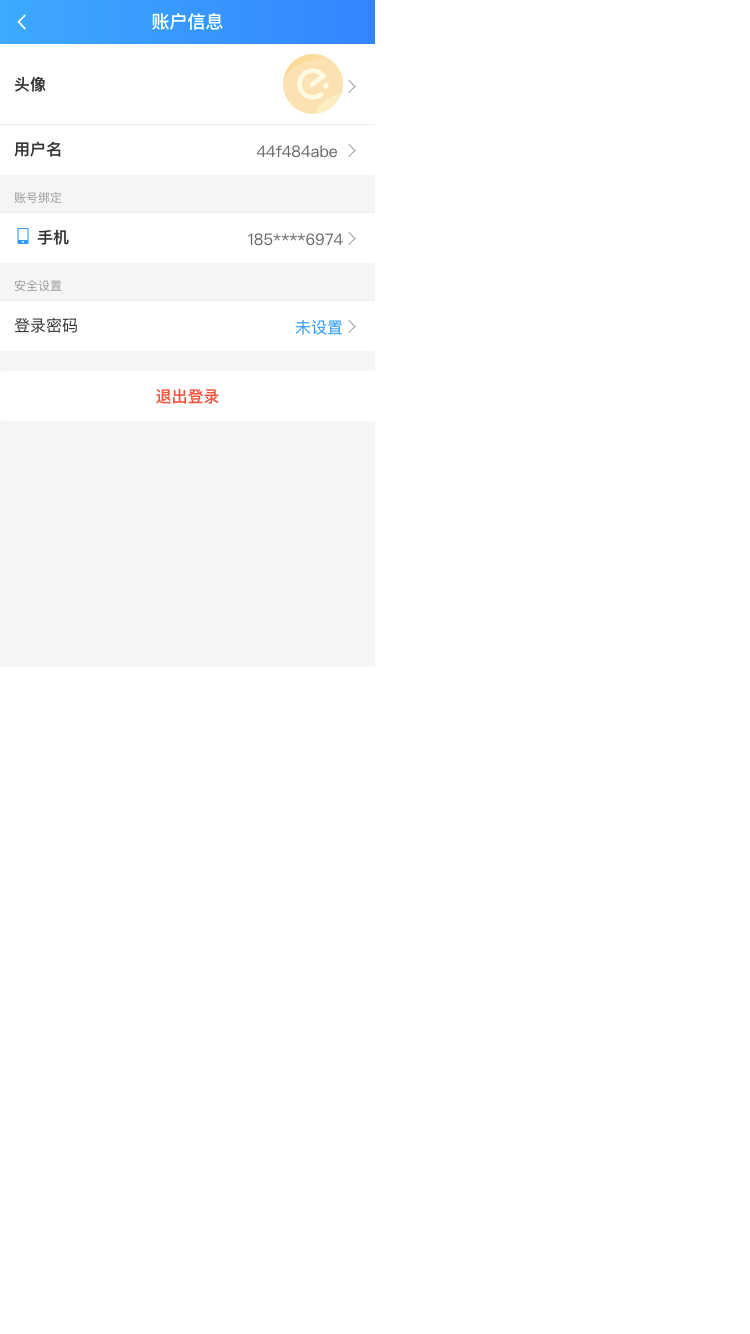 账户信息
头像
用户名 44f484abe
账号绑定
手机 185****6974
安全设置
登录密码 未设置
退出登录